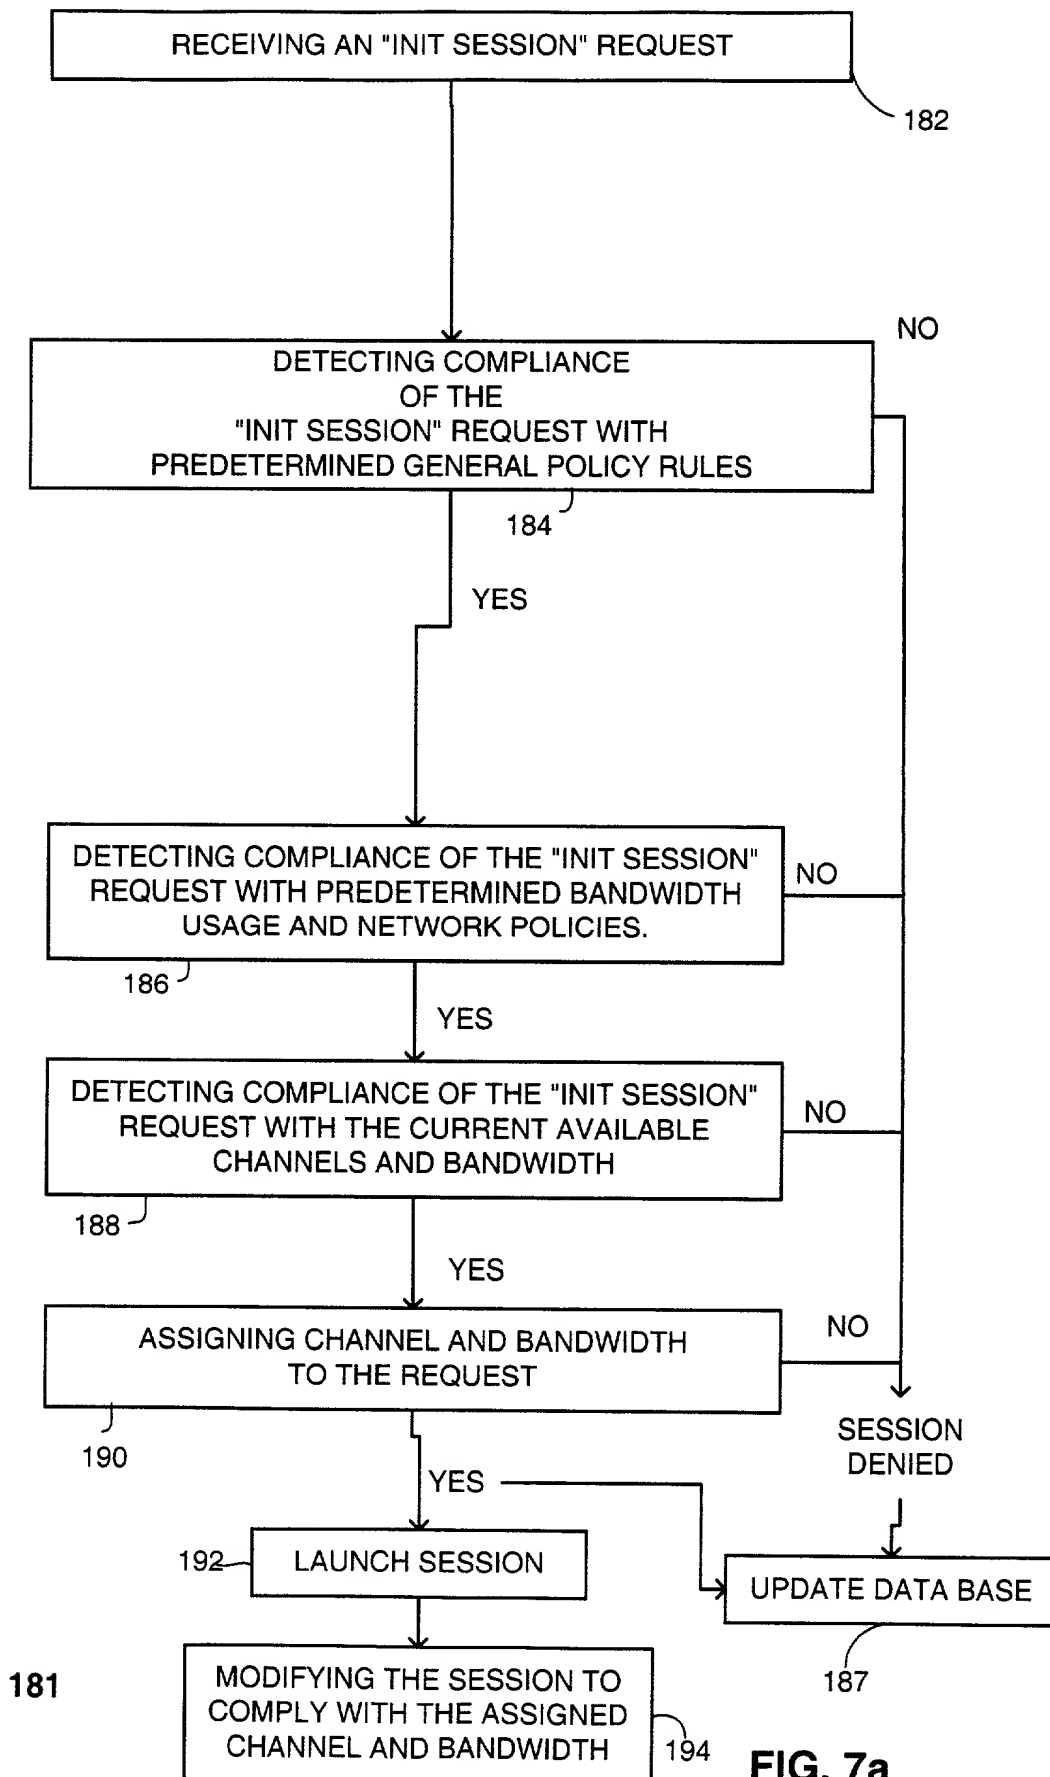 RECEIVING AN "INIT SESSION" REQUEST
182
NO
DETECTING COMPLIANCE
OF THE
"INIT SESSION" REQUEST WITH
PREDETERMINED GENERAL POLICY RULES
184
YES
DETECTING COMPLIANCE OF THE "INIT SESSION"
REQUEST WITH PREDETERMINED BANDWIDTH
USAGE AND NETWORK POLICIES.
NO
186
YES
DETECTING COMPLIANCE OF THE "INIT SESSION"
REQUEST WITH THE CURRENT AVAILABLE
CHANNELS AND BANDWIDTH
NO
188
YES
ASSIGNING CHANNEL AND BANDWIDTH
TO THE REQUEST
NO
190
SESSION
DENIED
YES
192
LAUNCH SESSION
UPDATE DATA BASE
187
181
MODIFYING THE SESSION TO
COMPLY WITH THE ASSIGNED
CHANNEL AND BANDWIDTH
194
FIG. 7a